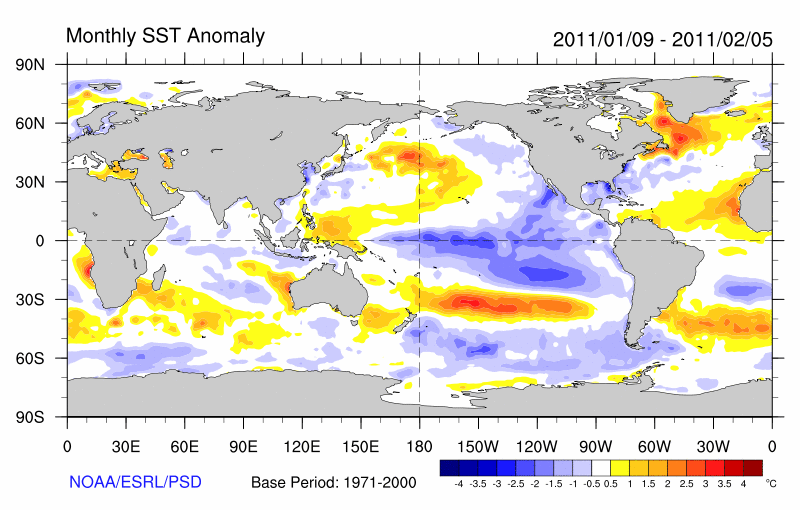 Monthly SST Anomaly 2011/01/09 - 2011/02/05
90N
60N
30N
0
30S
60S
90S
0 30E 60E 90E 120E 150E 180 150W 120W 90W 60W 30W 0
NOAA/ESRL/PSD Base Period: 1971-2000
-4 -3.5 -3 -2.5 -2 -1.5 -1 -0.5 0.5 1 1.5 2 2.5 3 3.5 4 °C